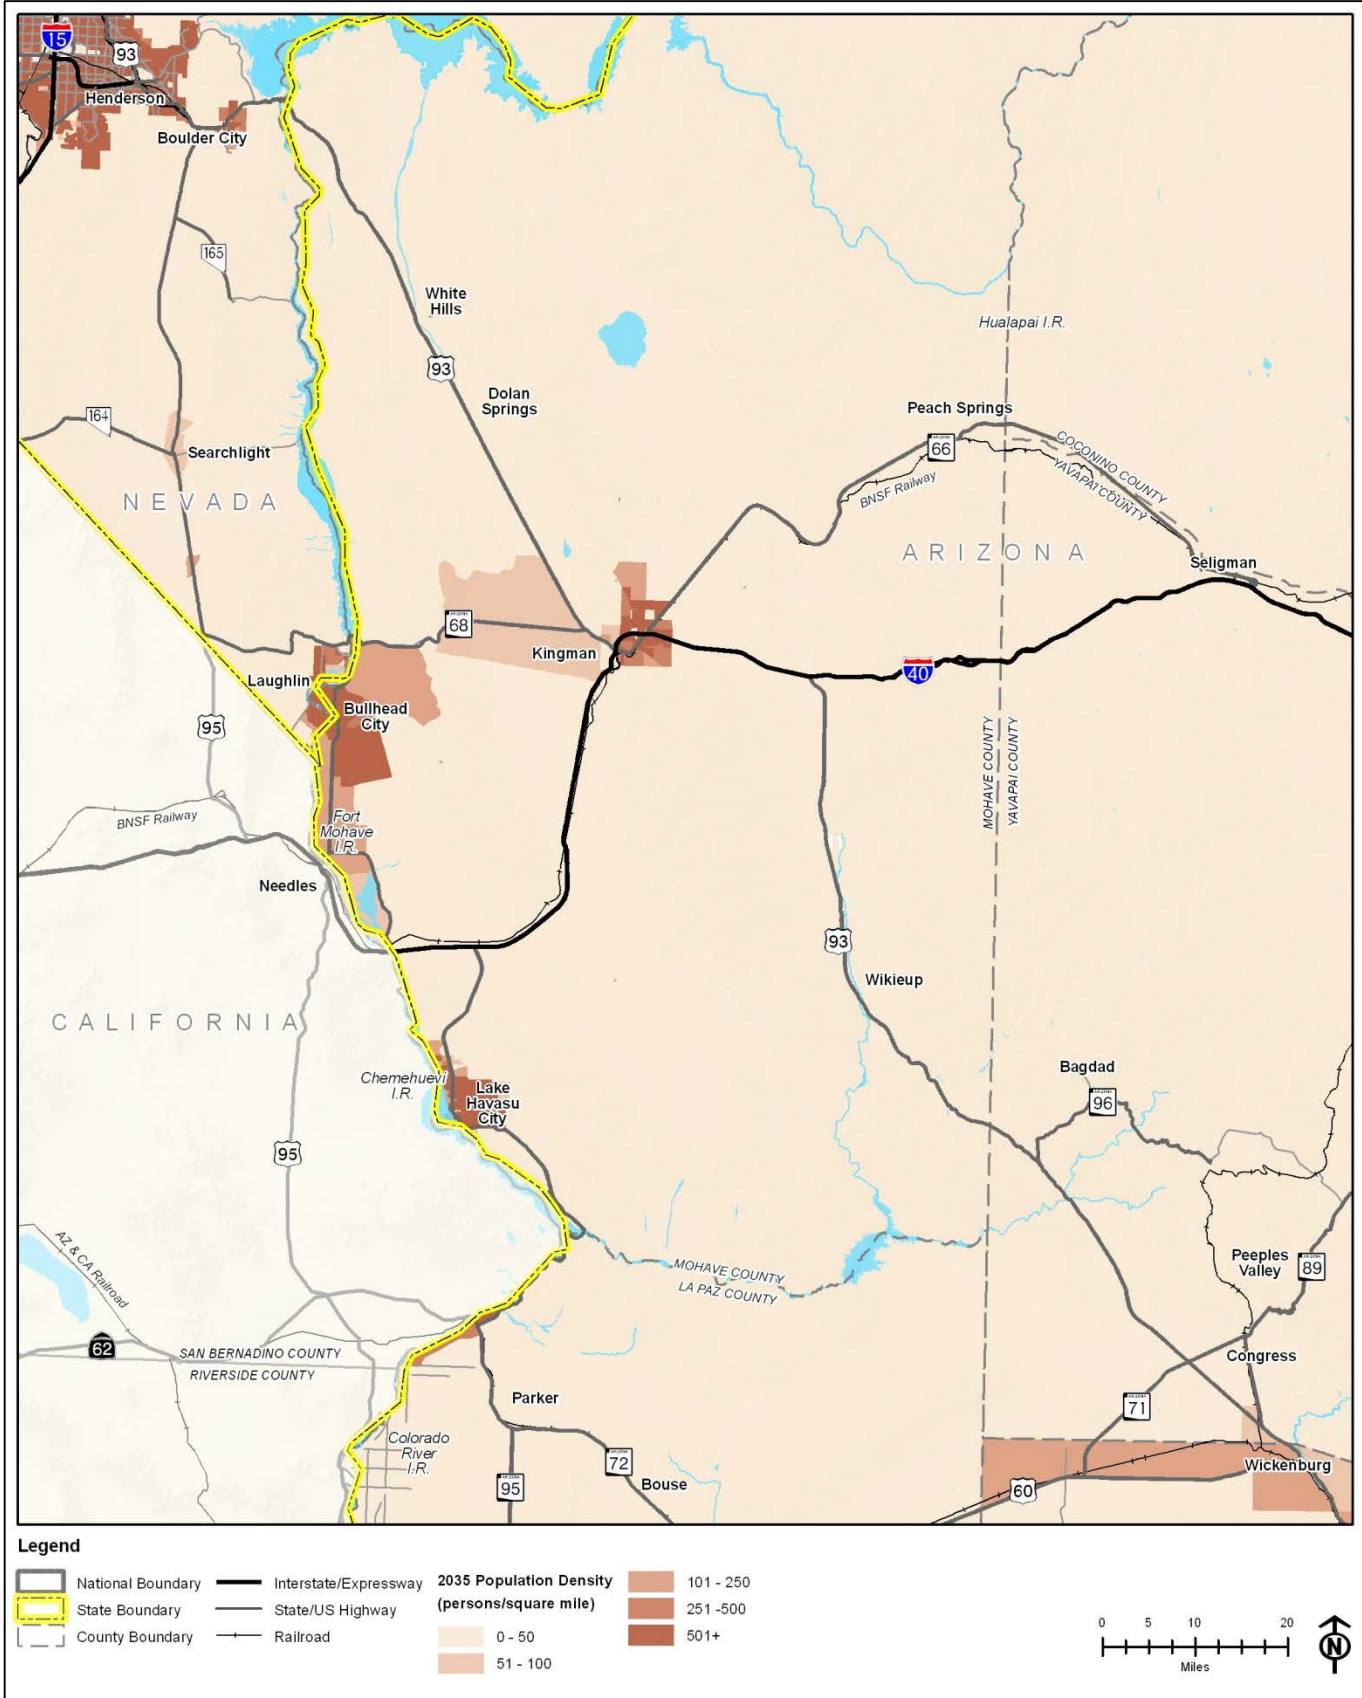 15
93
Henderson
Boulder City
165
White
Hills
Hualapai I.R.
93
Dolan
Springs
Peach Springs
164
66
COCONINO COUNTY
Searchlight
BNSF Railway
YAVAPAI COUNTY
NEVADA
ARIZONA
Seligman
68
Kingman
40
Laughlin
Bullhead
City
95
MOHAVE COUNTY
YAVAPAI COUNTY
BNSF Railway
Fort
Mohave
I.R.
Needles
93
Wikieup
CALIFORNIA
Bagdad
Chemehuevi
I.R.
Lake
Havasu
City
96
95
AZ & CA Railroad
MOHAVE COUNTY
LA PAZ COUNTY
Peeples
Valley
89
62
SAN BERNADINO COUNTY
RIVERSIDE COUNTY
Congress
Parker
71
Colorado
River
I.R.
72
Wickenburg
95
Bouse
60
Legend
National Boundary
State Boundary
County Boundary
Interstate/Expressway
State/US Highway
Railroad
2035 Population Density
(persons/square mile)
0 - 50
51 - 100
101 - 250
251 -500
501+
0 5 10 20
Miles
N